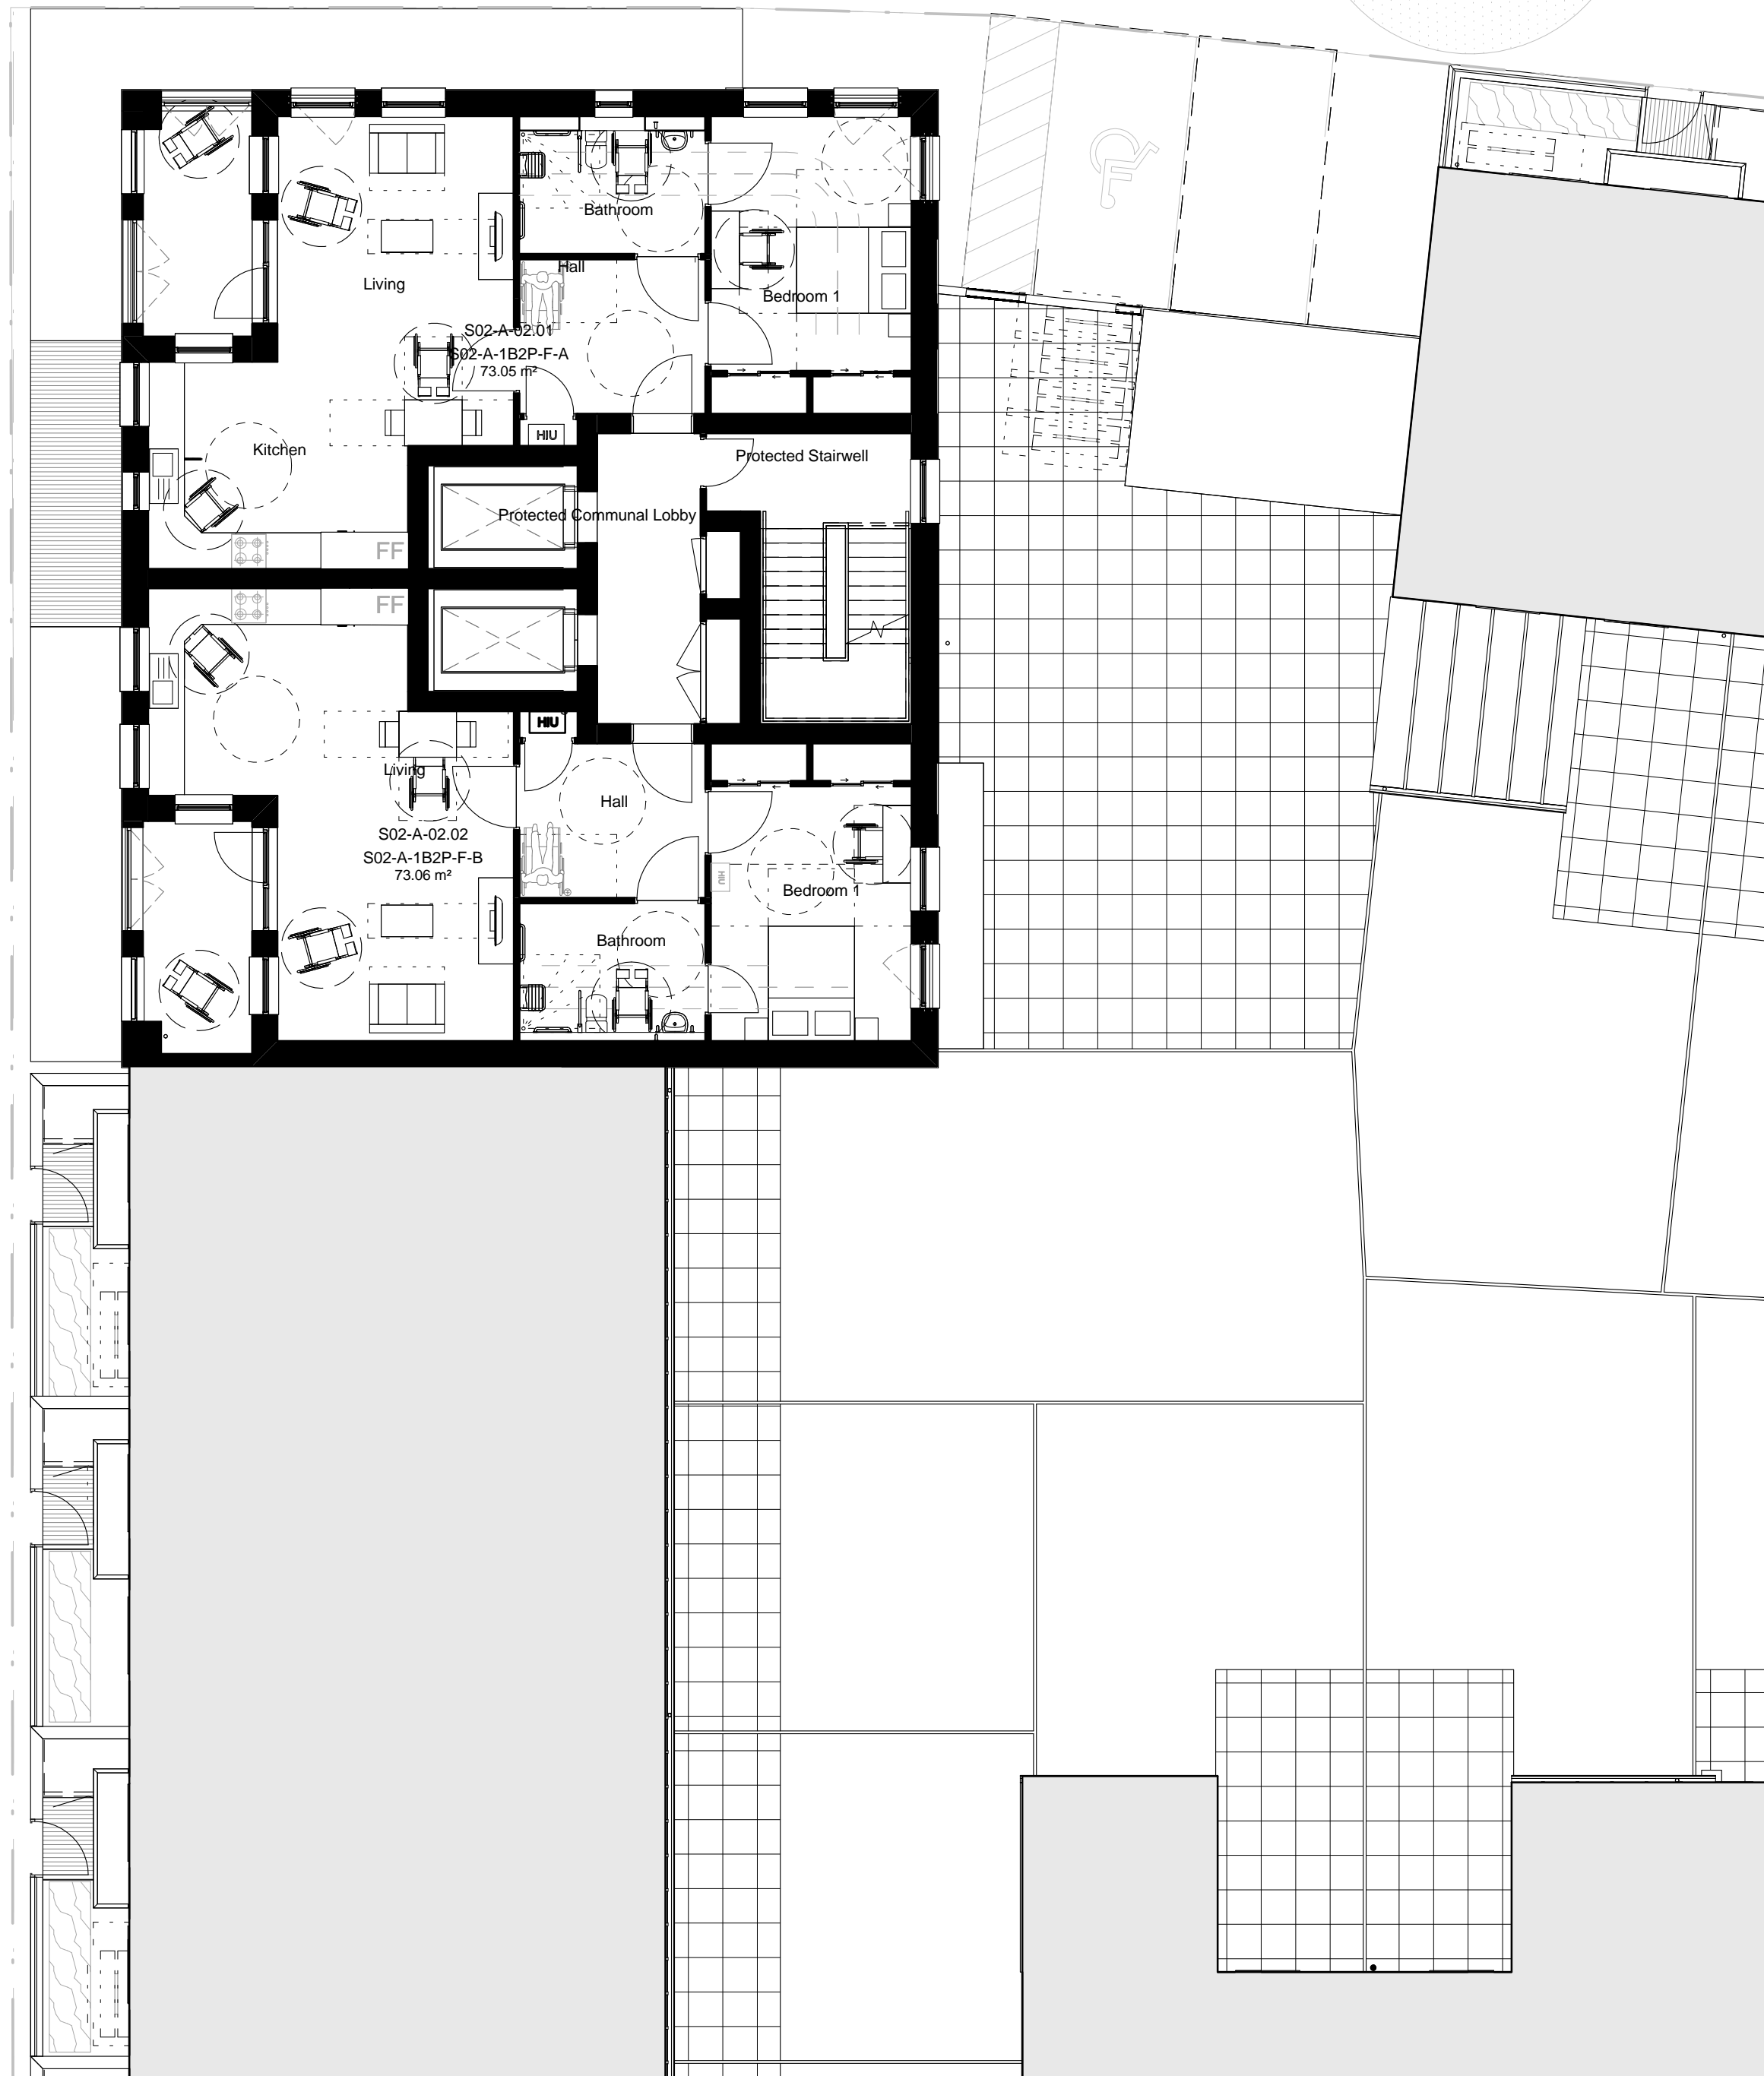 Bathroom
Hall
Living
Bedroom 1
S02-A-02.01
S02-A-1B2P-F-A
73.05 m²
HIU
Kitchen
Protected Stairwell
Protected Communal Lobby
FF
FF
HIU
Living
Hall
S02-A-02.02
S02-A-1B2P-F-B
73.06 m²
HIU
Bedroom 1
Bathroom